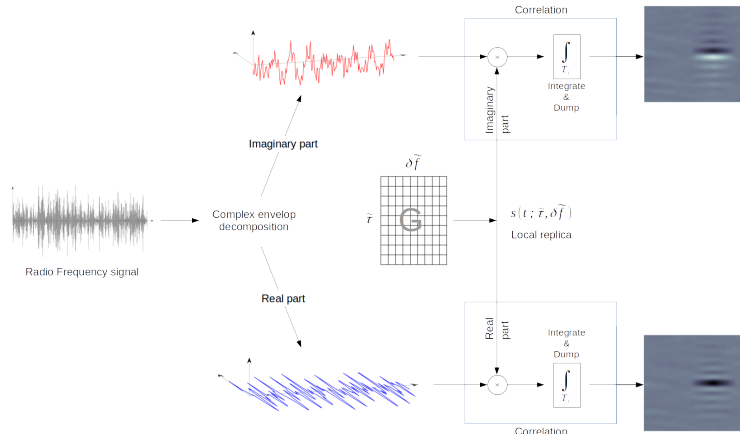 Correlation
∫
T
Integrate
&
Dump
×
Imaginary
part
Imaginary part
δf̃
τ̃
G
s(t ; τ̃, δf̃)
Local replica
Complex envelop
decomposition
Radio Frequency signal
Real part
Real
part
Integrate
&
Dump
×
∫
T
Correlation